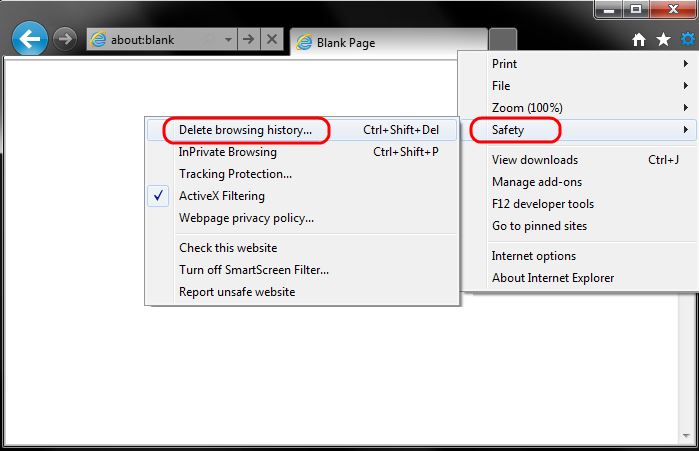 about:blank
Blank Page
Print
File
Zoom (100%)
Safety
View downloads Ctrl+J
Manage add-ons
F12 developer tools
Go to pinned sites
Internet options
About Internet Explorer
Delete browsing history... Ctrl+Shift+Del
InPrivate Browsing Ctrl+Shift+P
Tracking Protection...
ActiveX Filtering
Webpage privacy policy...
Check this website
Turn off SmartScreen Filter...
Report unsafe website